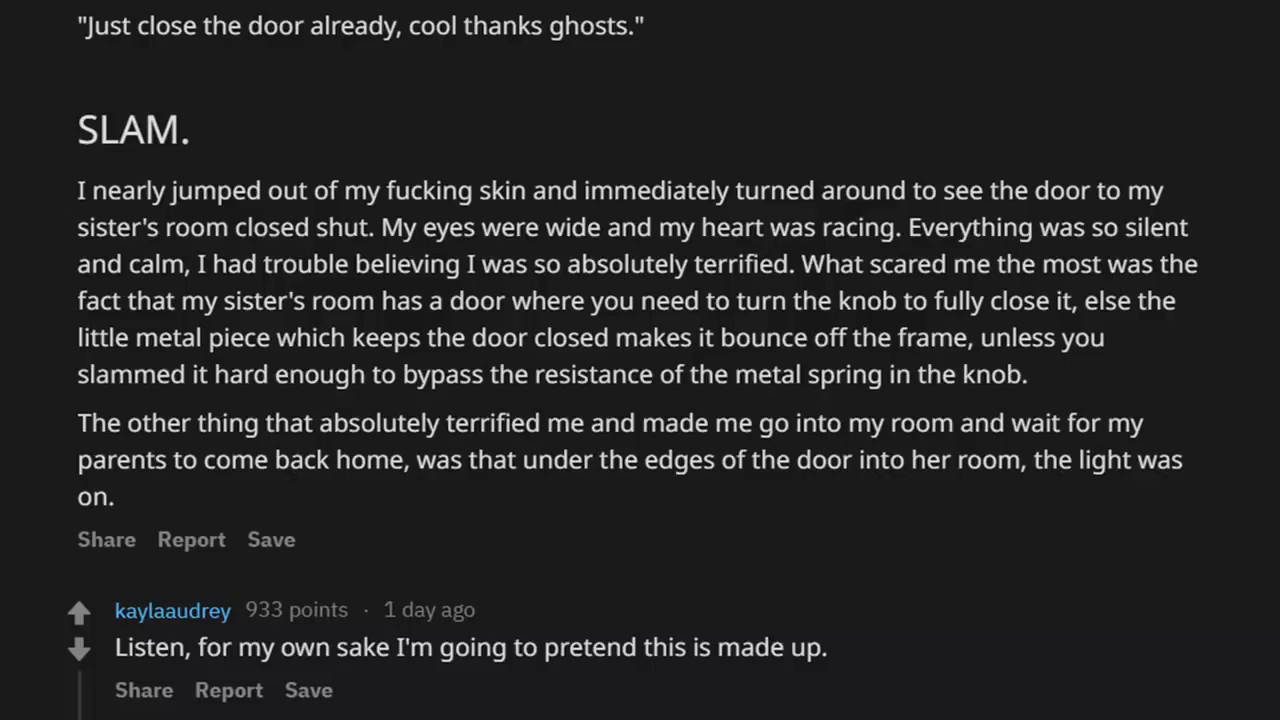 "Just close the door already, cool thanks ghosts."
SLAM.
I nearly jumped out of my fucking skin and immediately turned around to see the door to my
sister's room closed shut. My eyes were wide and my heart was racing. Everything was so silent
and calm, I had trouble believing I was so absolutely terrified. What scared me the most was the
fact that my sister's room has a door where you need to turn the knob to fully close it, else the
little metal piece which keeps the door closed makes it bounce off the frame, unless you
slammed it hard enough to bypass the resistance of the metal spring in the knob.
The other thing that absolutely terrified me and made me go into my room and wait for my
parents to come back home, was that under the edges of the door into her room, the light was
on.
Share Report Save
kaylaaudrey 933 points · 1 day ago
Listen, for my own sake I'm going to pretend this is made up.
Share Report Save